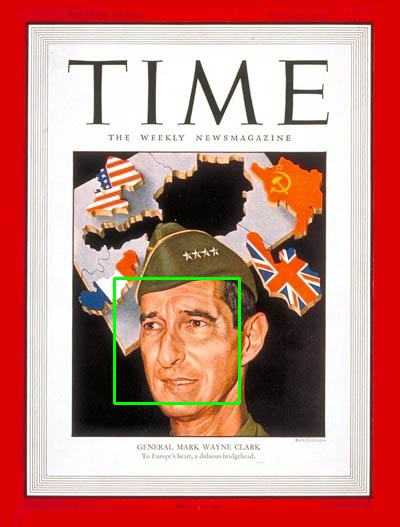 TIME
THE WEEKLY NEWSMAGAZINE
GENERAL MARK WAYNE CLARK
To Europe's heart, a dubious bridgehead.